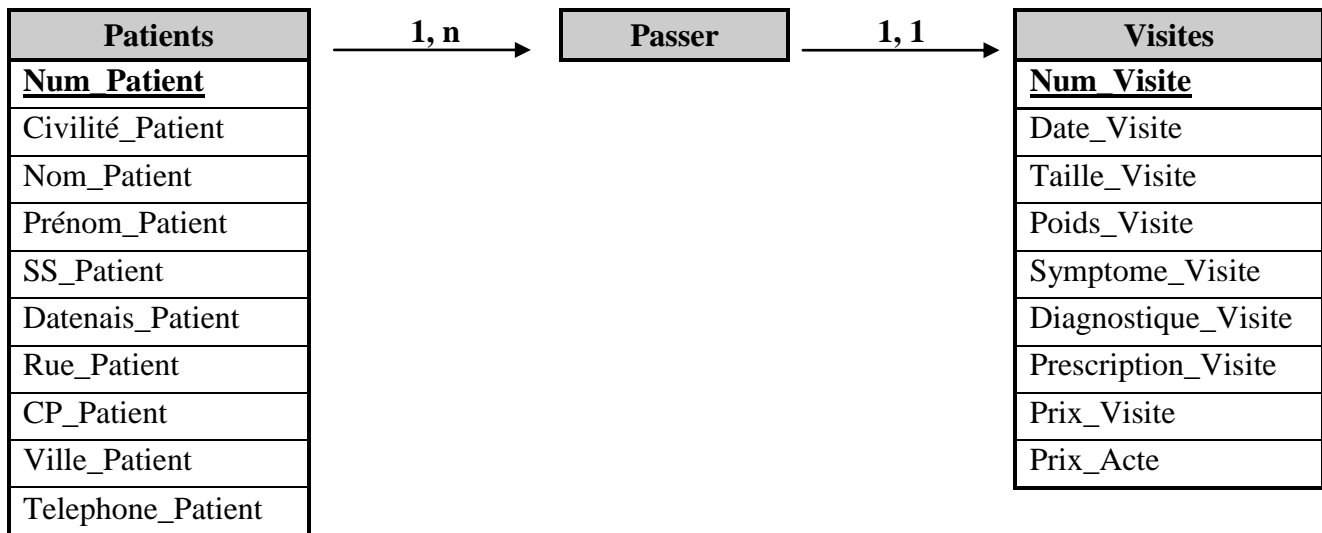 Patients
1, n
Passer
1, 1
Visites
Num_Patient
Civilité_Patient
Nom_Patient
Prénom_Patient
SS_Patient
Datenais_Patient
Rue_Patient
CP_Patient
Ville_Patient
Telephone_Patient
Num_Visite
Date_Visite
Taille_Visite
Poids_Visite
Symptome_Visite
Diagnostique_Visite
Prescription_Visite
Prix_Visite
Prix_Acte